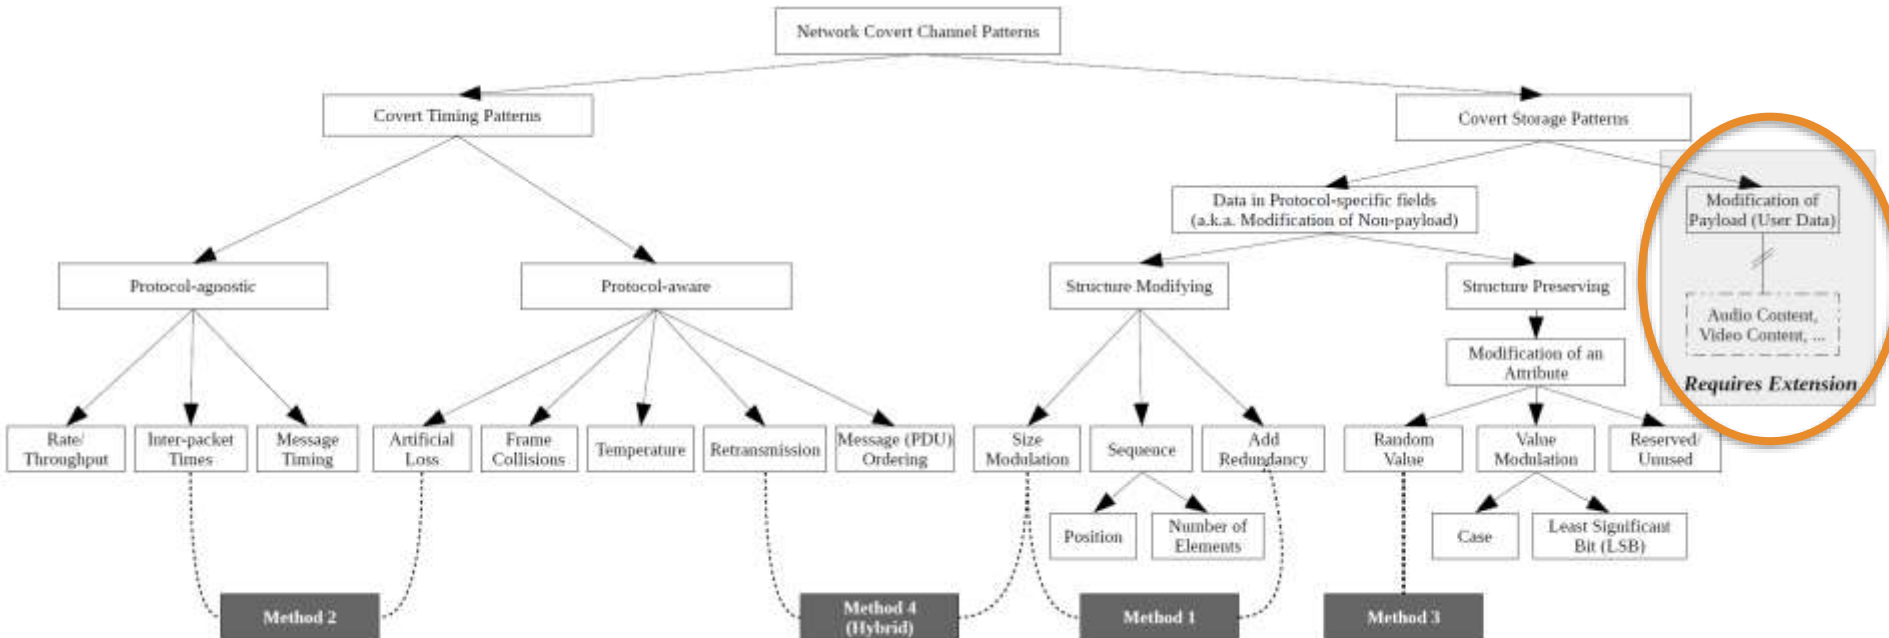 Network Covert Channel Patterns
Covert Timing Patterns
Covert Storage Patterns
Data in Protocol-specific fields
(a.k.a. Modification of Non-payload)
Modification of
Payload (User Data)
Protocol-agnostic
Protocol-aware
Structure Modifying
Structure Preserving
Audio Content,
Video Content, ...
Modification of an
Attribute
Requires Extension
Rate/
Throughput
Inter-packet
Times
Message
Timing
Artificial
Loss
Frame
Collisions
Temperature
Retransmission
Message (PDU)
Ordering
Size
Modulation
Sequence
Add
Redundancy
Random
Value
Value
Modulation
Reserved/
Unused
Position
Number of
Elements
Case
Least Significant
Bit (LSB)
Method 2
Method 4
(Hybrid)
Method 1
Method 3